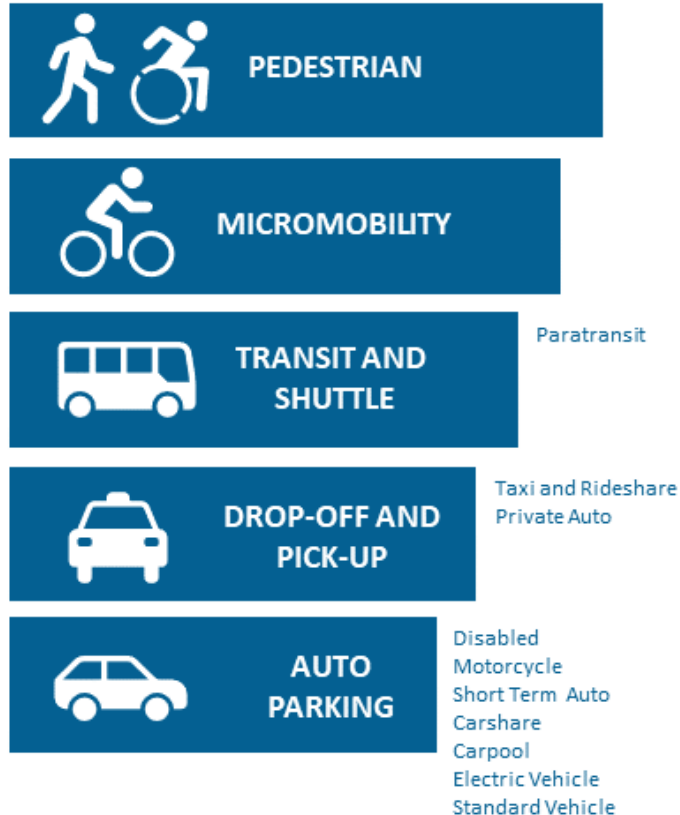 PEDESTRIAN
MICROMOBILITY
TRANSIT AND
SHUTTLE
Paratransit
DROP-OFF AND
PICK-UP
Taxi and Rideshare
Private Auto
AUTO
PARKING
Disabled
Motorcycle
Short Term Auto
Carshare
Carpool
Electric Vehicle
Standard Vehicle